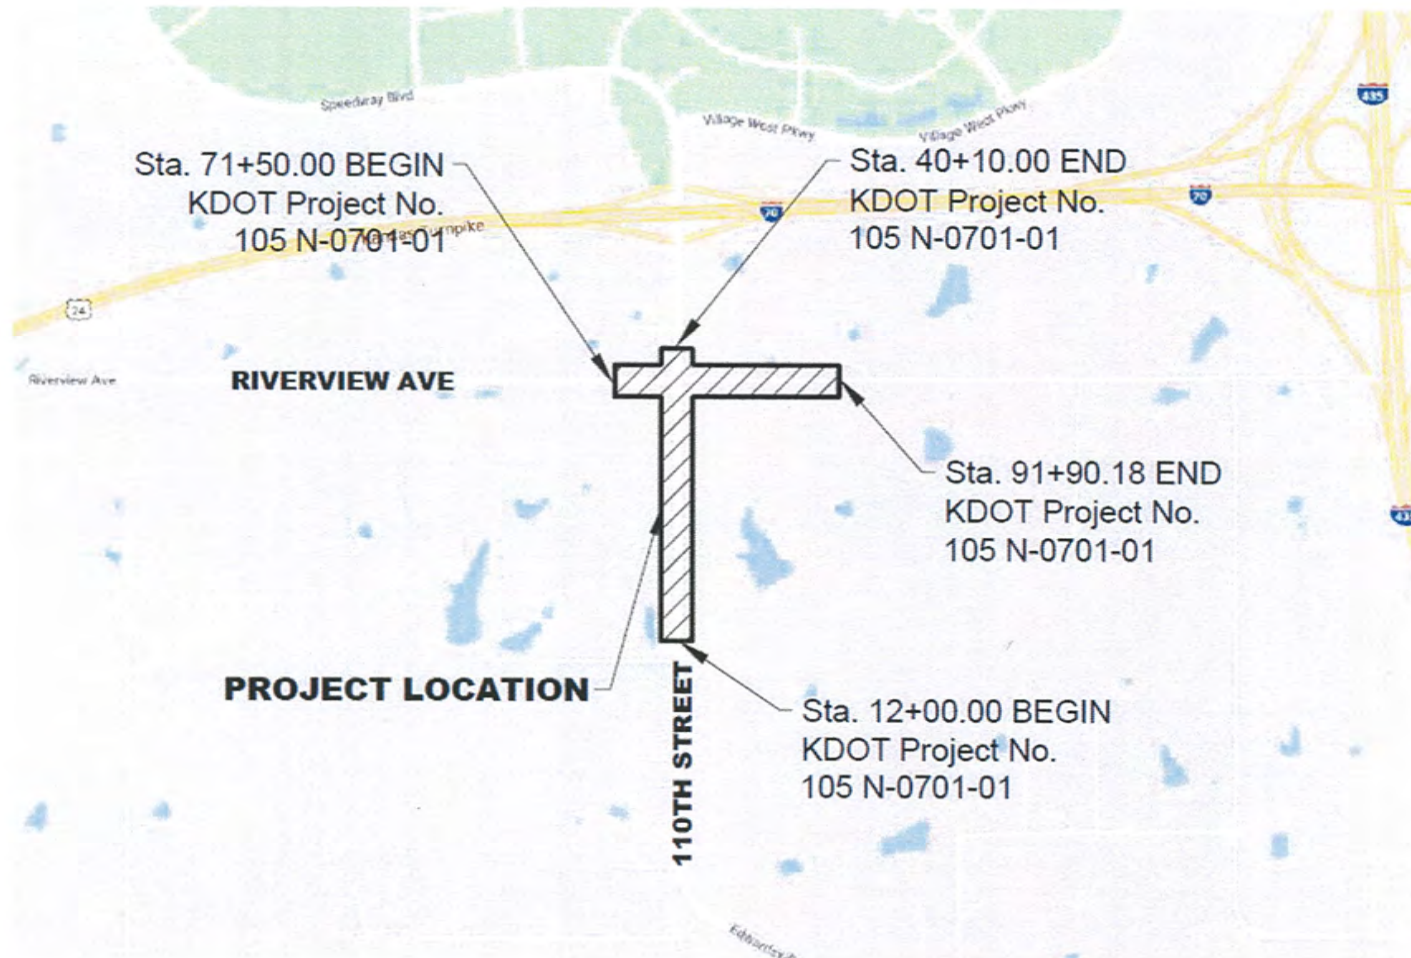 Speedway Blvd
Village West Pkwy
Village West Pkwy
435
Sta. 71+50.00 BEGIN
KDOT Project No.
105 N-0701-01
Sta. 40+10.00 END
KDOT Project No.
105 N-0701-01
70
70
Kansas Turnpike
24
Riverview Ave
RIVERVIEW AVE
Sta. 91+90.18 END
KDOT Project No.
105 N-0701-01
PROJECT LOCATION
110TH STREET
Sta. 12+00.00 BEGIN
KDOT Project No.
105 N-0701-01